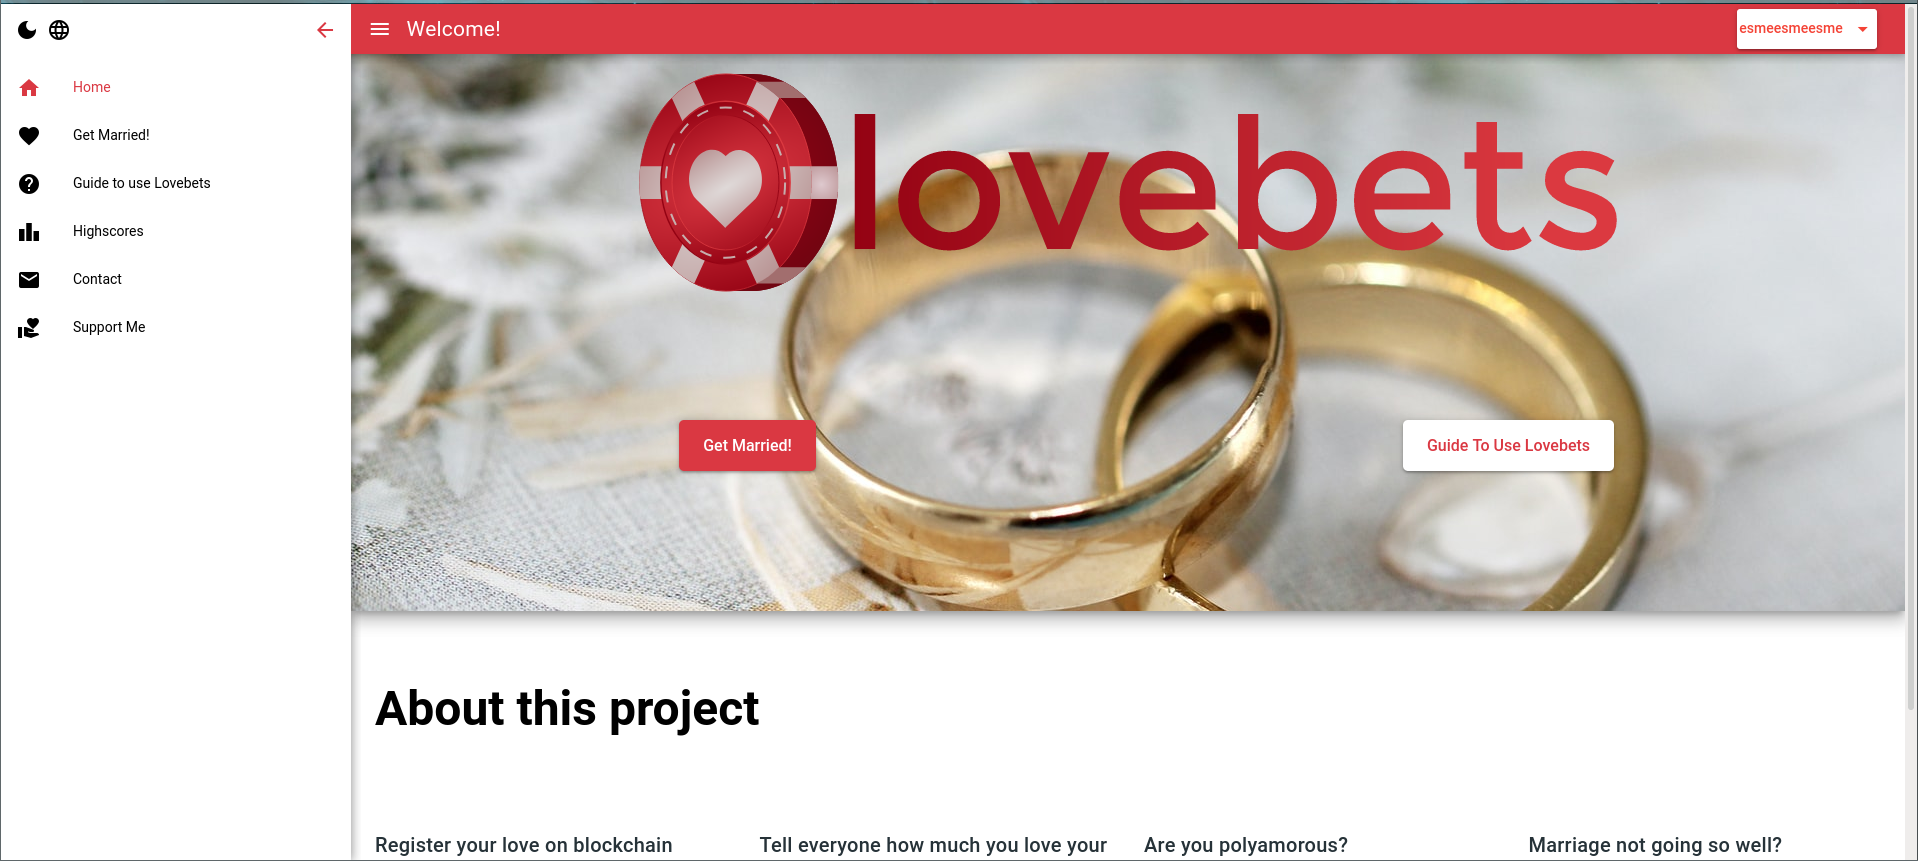 Welcome!
esmeesmeesme
Home
Get Married!
Guide to use Lovebets
Highscores
Contact
Support Me
lovebets
Get Married!
Guide To Use Lovebets
About this project
Register your love on blockchain
Tell everyone how much you love your
Are you polyamorous?
Marriage not going so well?